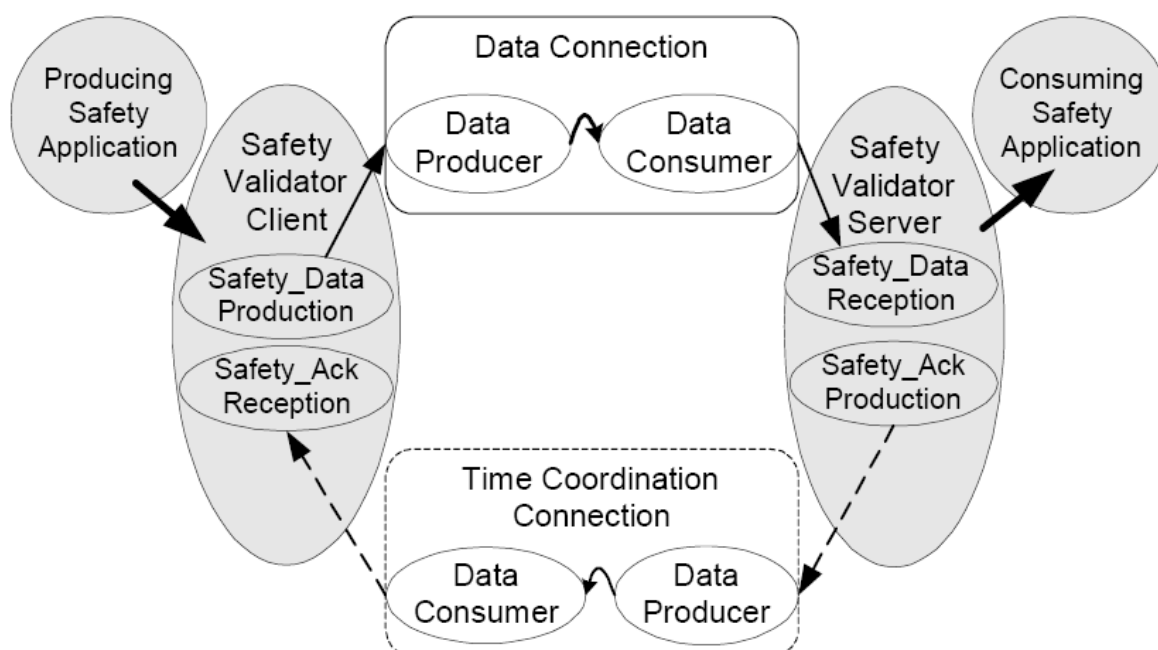 Producing
Safety
Application
Safety
Validator
Client
Safety_Data
Production
Safety_Ack
Reception
Data Connection
Data
Producer
Data
Consumer
Safety
Validator
Server
Safety_Data
Reception
Safety_Ack
Production
Consuming
Safety
Application
Time Coordination
Connection
Data
Consumer
Data
Producer